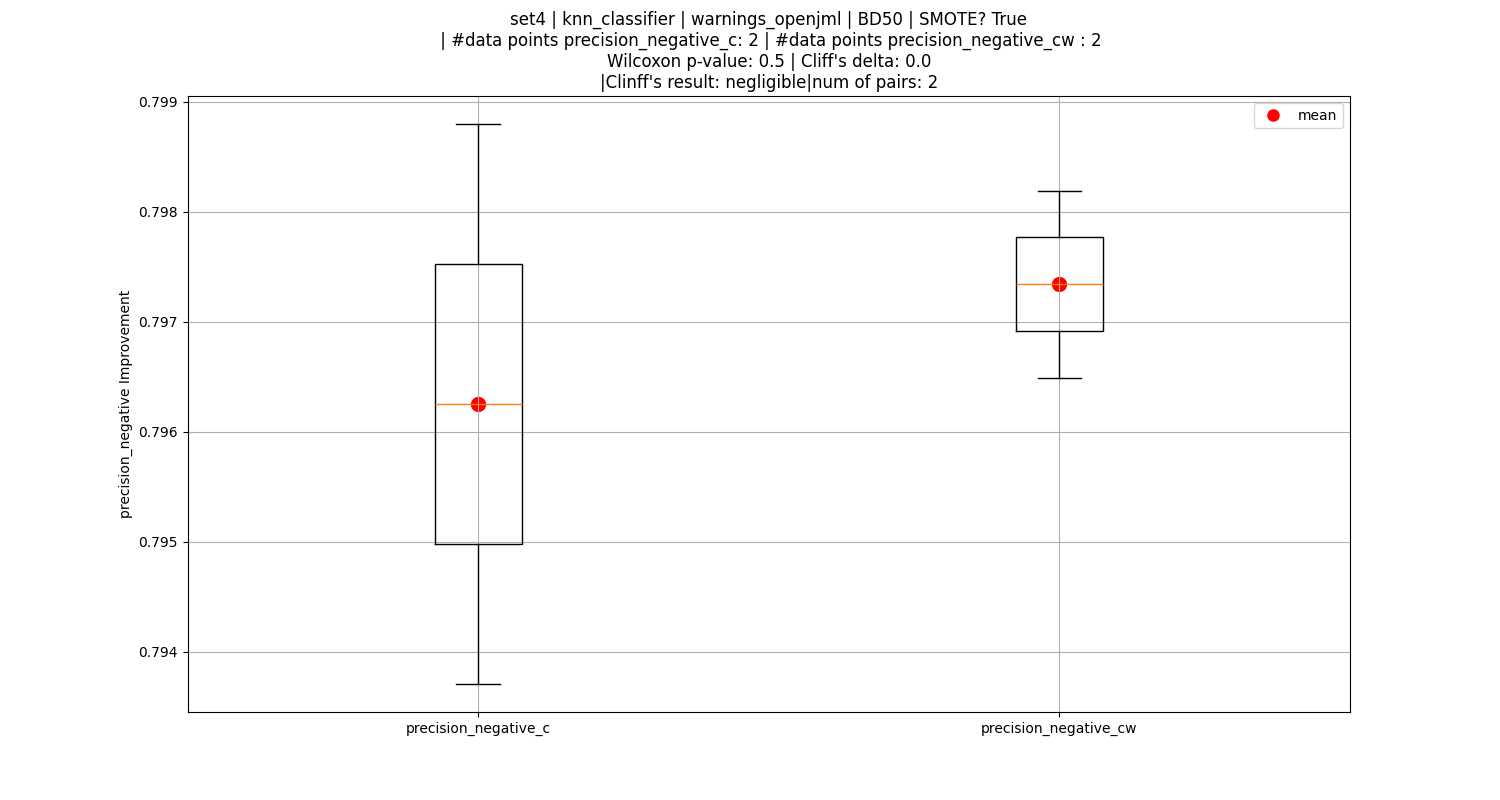 set4 | knn_classifier | warnings_openjml | BD50 | SMOTE? True
| #data points precision_negative_c: 2 | #data points precision_negative_cw : 2
Wilcoxon p-value: 0.5 | Cliff's delta: 0.0
|Clinff's result: negligible|num of pairs: 2
mean
0.799
0.798
0.797
0.796
0.795
0.794
precision_negative Improvement
precision_negative_c
precision_negative_cw